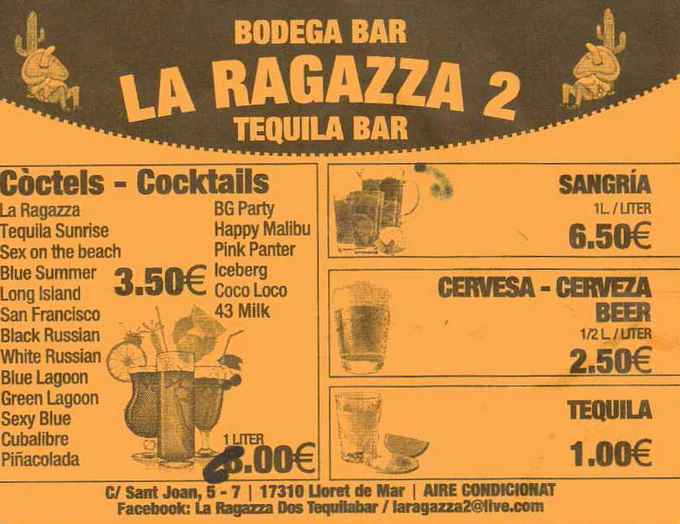 BODEGA BAR
LA RAGAZZA 2
TEQUILA BAR
Còctels - Cocktails
La Ragazza
Tequila Sunrise
Sex on the beach
Blue Summer
Long Island
San Francisco
Black Russian
White Russian
Blue Lagoon
Green Lagoon
Sexy Blue
Cubalibre
Piñacolada
BG Party
Happy Malibu
Pink Panter
Iceberg
Coco Loco
43 Milk
3.50€
1 LITER
.00€
SANGRÍA
1L. / LITER
6.50€
CERVESA - CERVEZA
BEER
1/2 L. / LITER
2.50€
TEQUILA
1.00€
C/ Sant Joan, 5 - 7 | 17310 Lloret de Mar | AIRE CONDICIONAT
Facebook: La Ragazza Dos Tequilabar / laragazza2@live.com